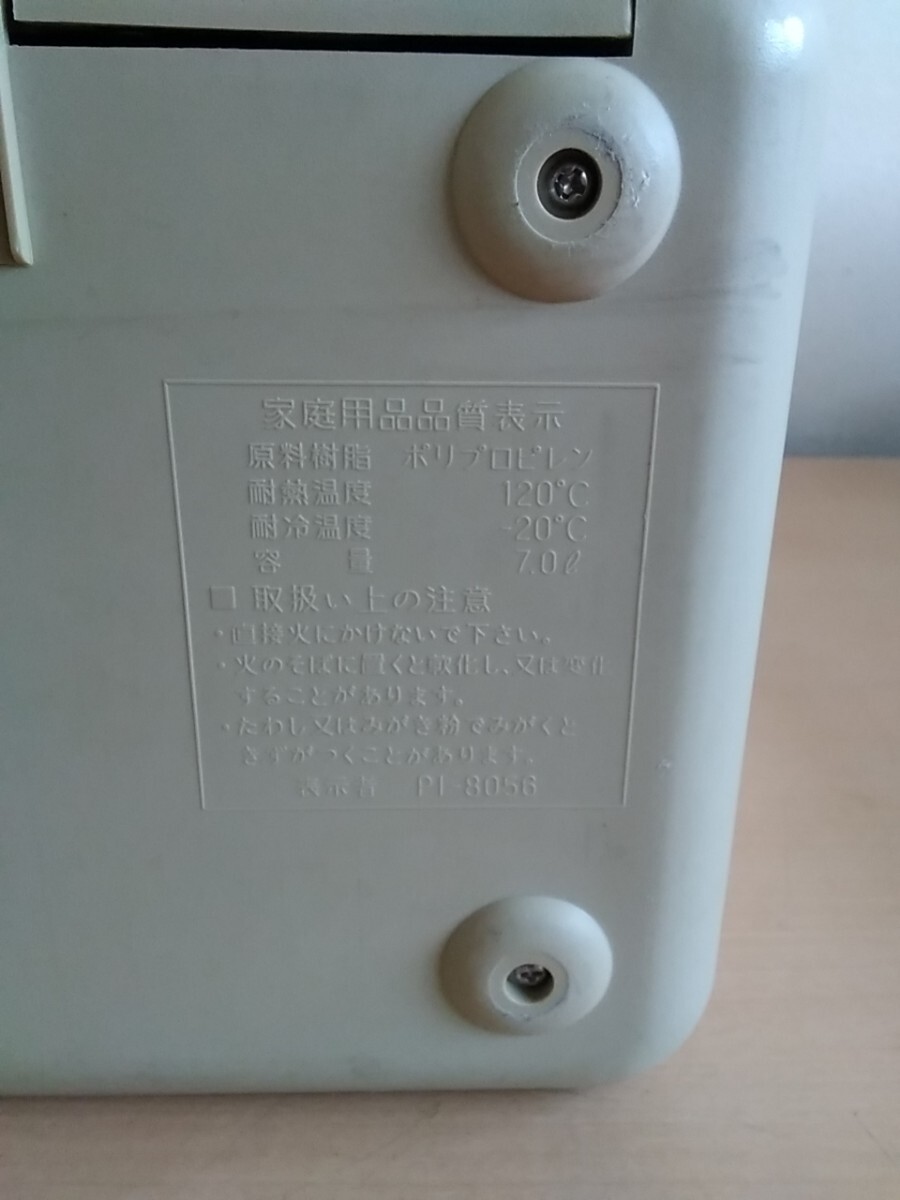 家庭用品品質表示
原料樹脂 ポリプロピレン
耐熱温度 120℃
耐冷温度 -20℃
容量 7.0ℓ
□ 取扱い上の注意
・直接火にかけないで下さい。
・火のそばに置くと軟化し、又は変化
することがあります。
・たわし又はみがき粉でみがくと
きずがつくことがあります。
表示者 PI-8056